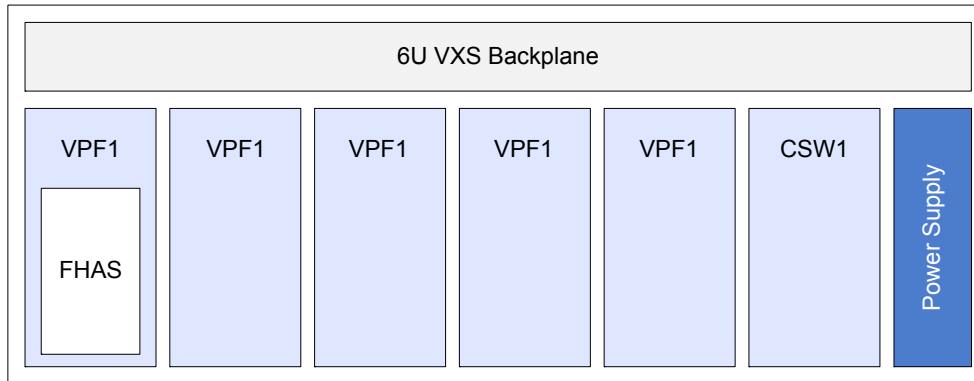 6U VXS Backplane
VPF1
FHAS
VPF1
VPF1
VPF1
VPF1
CSW1
Power Supply